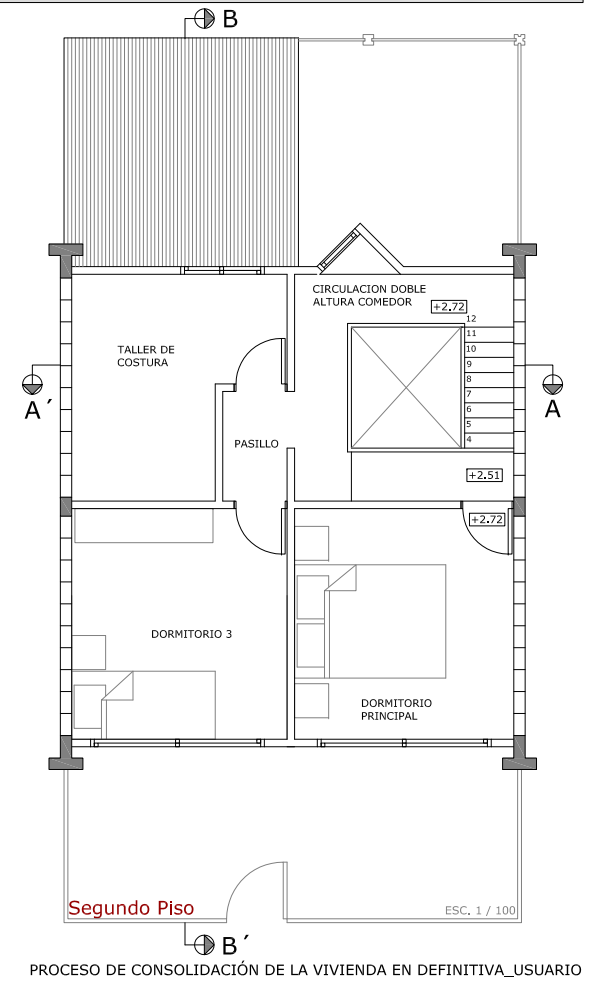 B
CIRCULACION DOBLE
ALTURA COMEDOR
+2.72
12
11
10
9
8
7
6
5
4
TALLER DE
COSTURA
A´
A
PASILLO
+2.51
+2.72
DORMITORIO 3
DORMITORIO
PRINCIPAL
Segundo Piso
ESC. 1 / 100
B´
PROCESO DE CONSOLIDACIÓN DE LA VIVIENDA EN DEFINITIVA_USUARIO